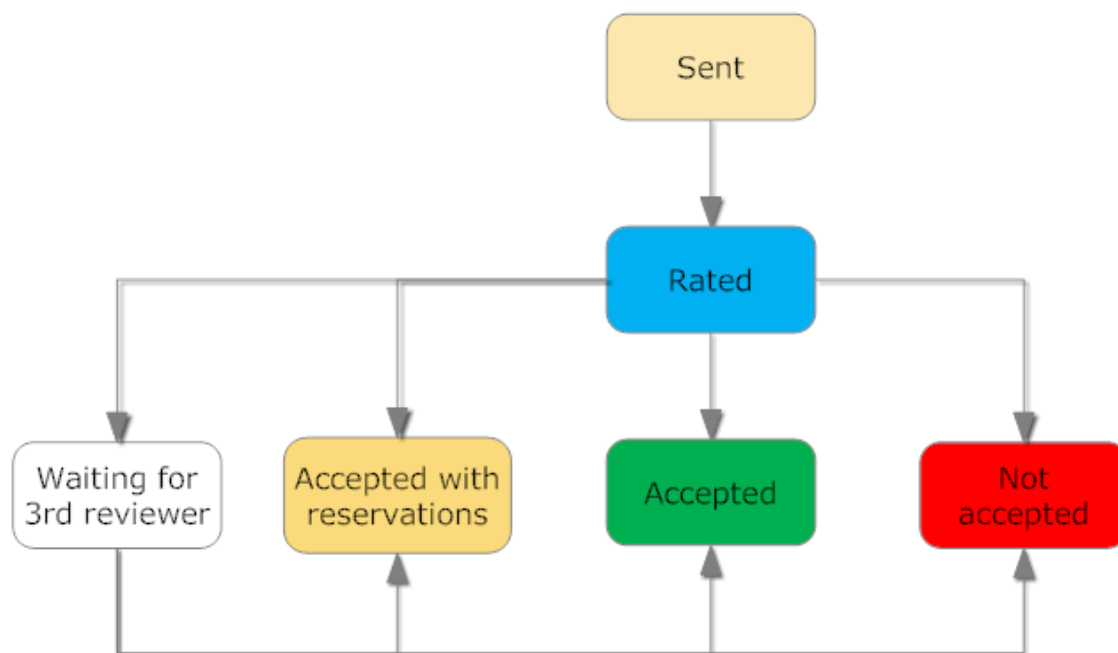 Sent
Rated
Waiting for
3rd reviewer
Accepted with
reservations
Accepted
Not
accepted